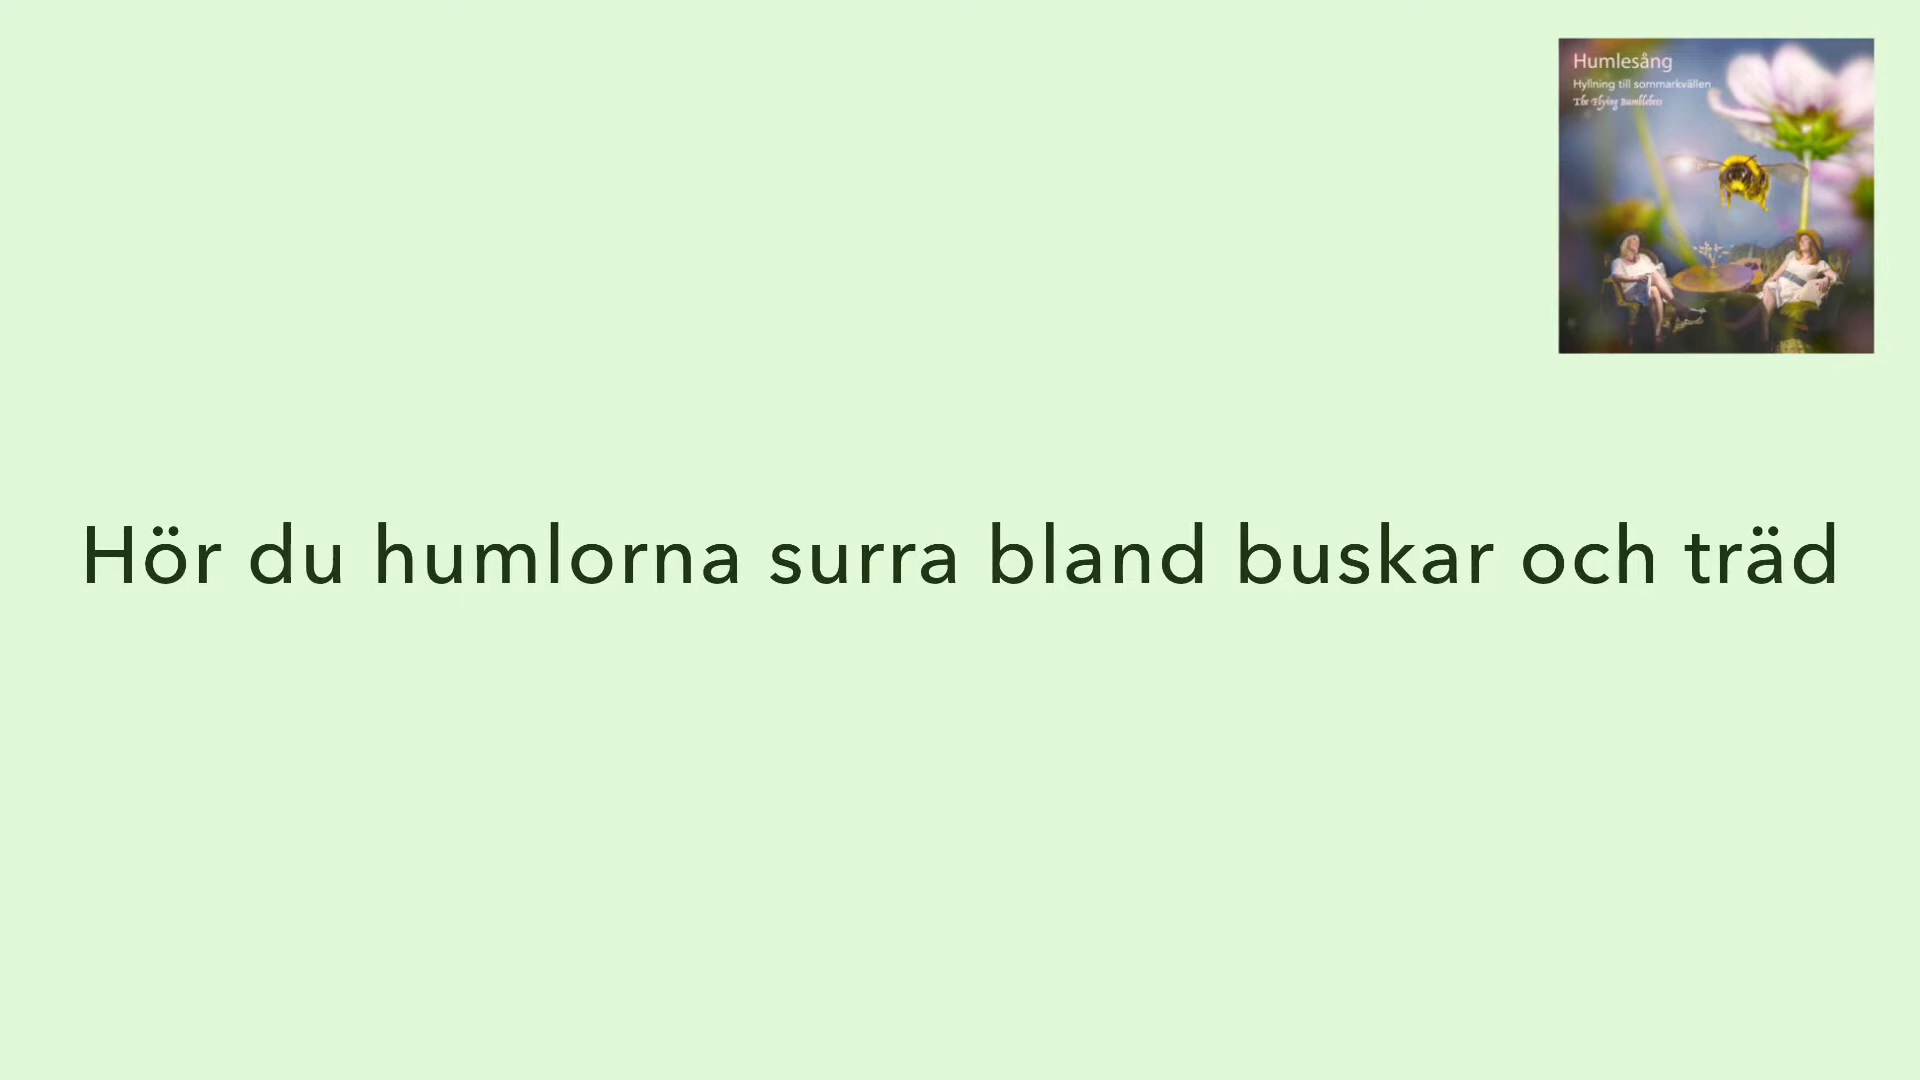 Humlesång
Hyllning till sommarkvällen
The Flying Bumblebees
Hör du humlorna surra bland buskar och träd